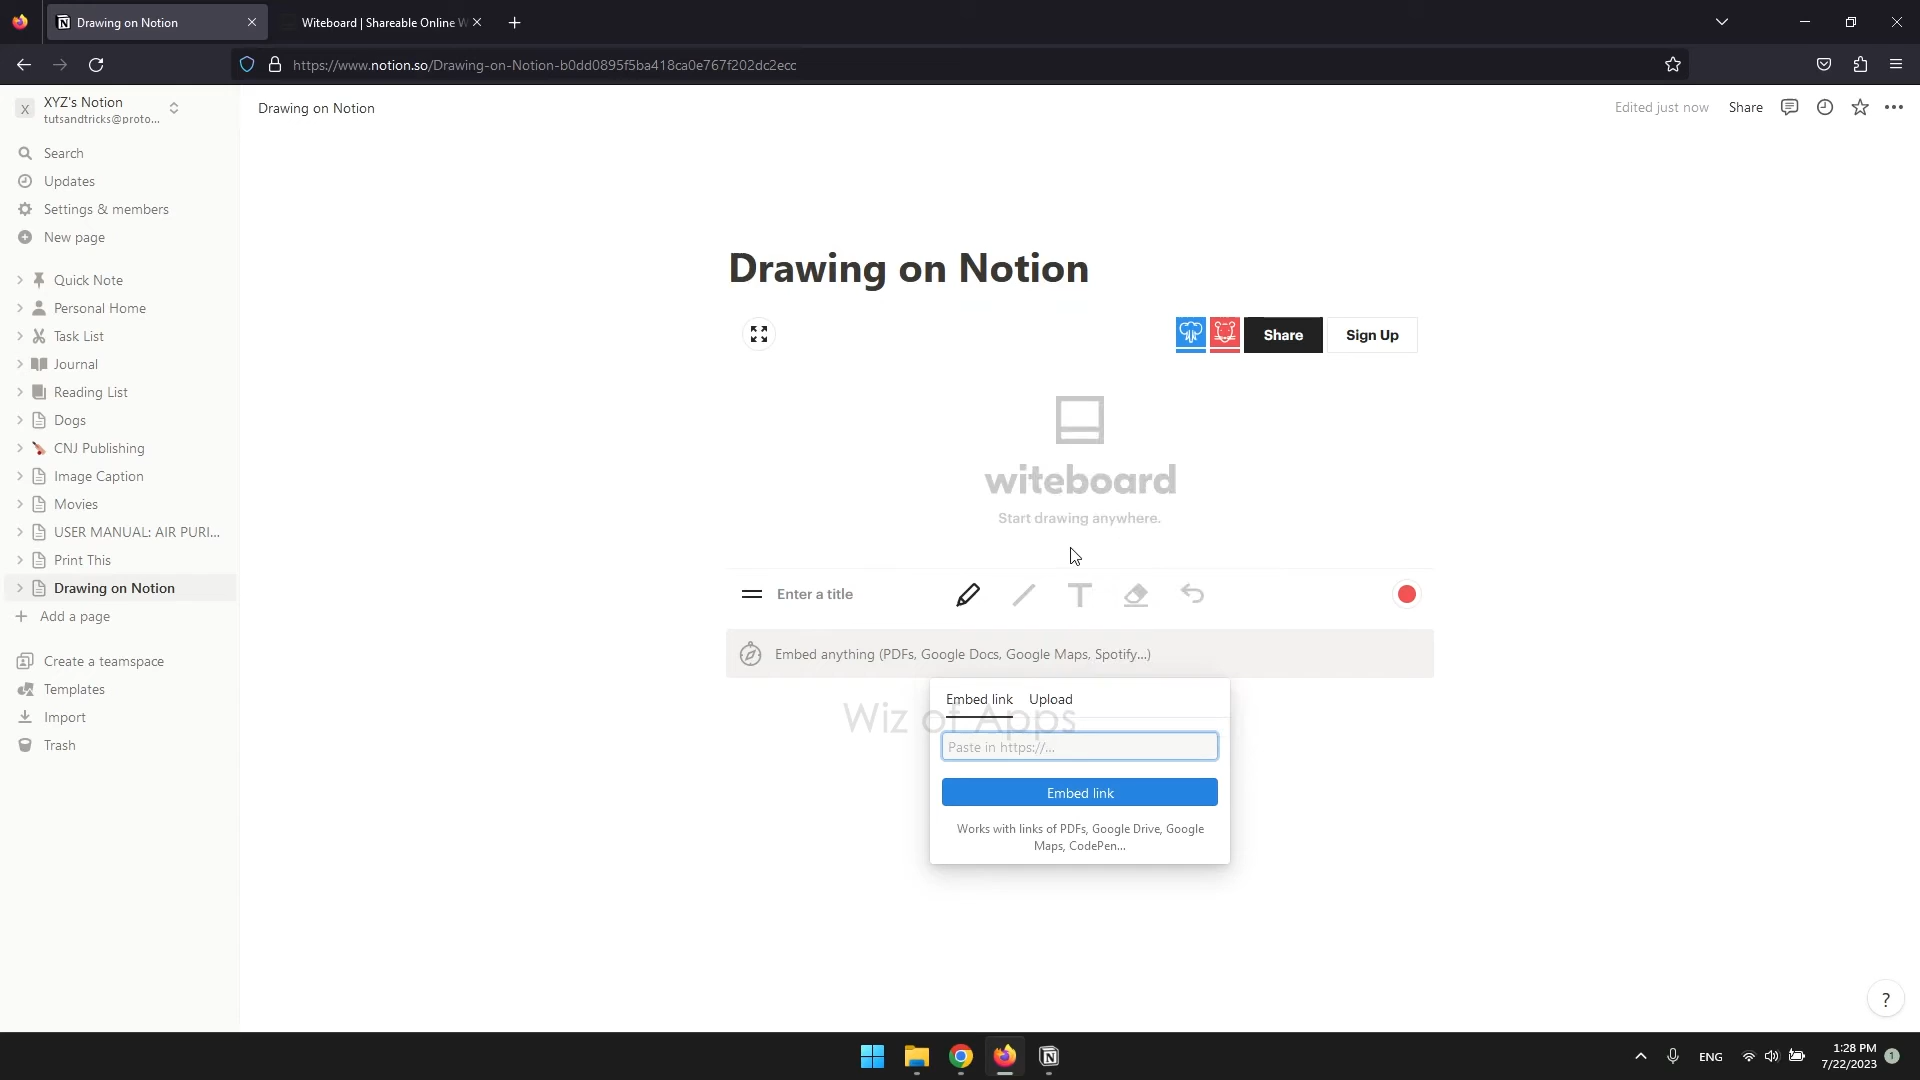 Drawing on Notion
Witeboard | Shareable Online W
https://www.notion.so/Drawing-on-Notion-b0dd0895f5ba418ca0e767f202dc2ecc
X
XYZ's Notion
tutsandtricks@proto...
Drawing on Notion
Edited just now
Share
Search
Updates
Settings & members
New page
Quick Note
Personal Home
Task List
Journal
Reading List
Dogs
CNJ Publishing
Image Caption
Movies
USER MANUAL: AIR PURI...
Print This
Drawing on Notion
Add a page
Create a teamspace
Templates
Import
Trash
Drawing on Notion
Share
Sign Up
witeboard
Start drawing anywhere.
Enter a title
T
Embed anything (PDFs, Google Docs, Google Maps, Spotify...)
Embed link
Upload
Wiz of Apps
Paste in https://...
Embed link
Works with links of PDFs, Google Drive, Google
Maps, CodePen...
?
ENG
1:28 PM
7/22/2023
1